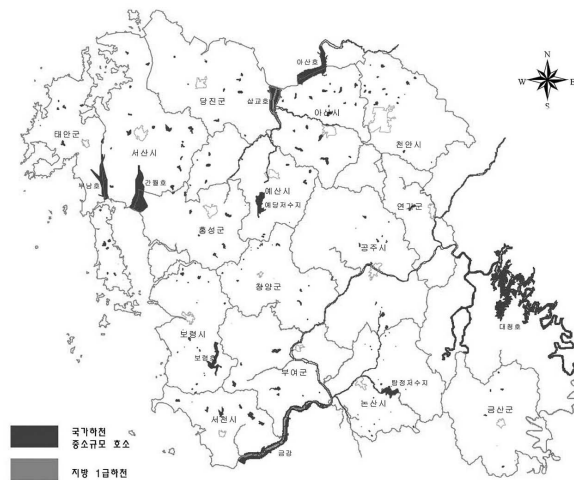 아산호
N
W
E
S
당진군
삽교호
아산시
태안군
서산시
천안시
부남호
간월호
예산시
예당저수지
연기군
홍성군
공주시
청양군
대청호
보령시
보령호
부여군
탑정저수지
논산시
금산군
서천시
금강
국가하천
중소규모 호소
지방 1급하천